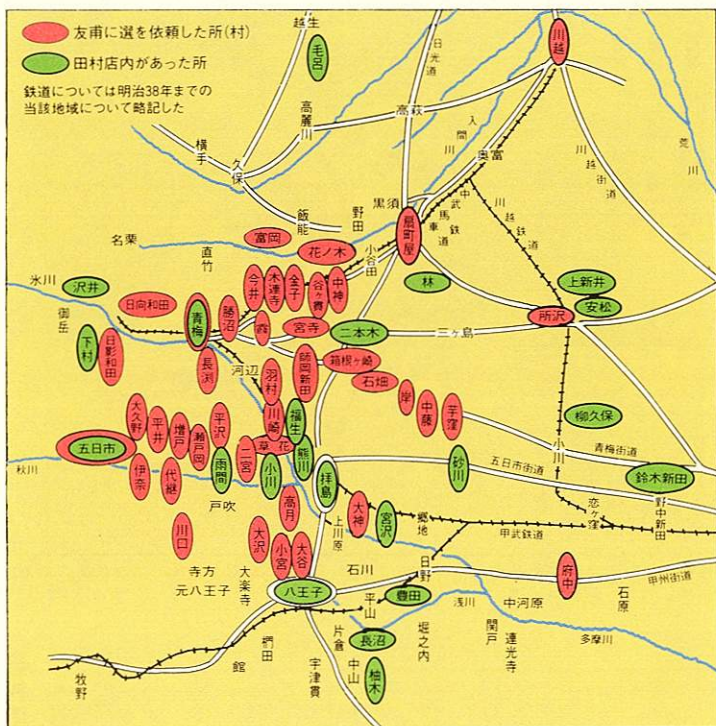 友甫に選を依頼した所(村)
田村店内があった所
鉄道については明治38年までの
当該地域について略記した
越生
毛呂
日光道
川越
高麗川
高萩
入間川
奥富
川越街道
荒川
横手
久保
飯能
野田
黒須
中武馬車鉄道
川越鉄道
扇町屋
名栗
直竹
富岡
花ノ木
小谷田
氷川
沢井
御岳
日向和田
青梅
勝沼
今井
木蓮寺
金子
谷ヶ貫
中神
霞
宮寺
林
上新井
安松
所沢
二本木
三ヶ島
下村
日影和田
長渕
河辺
羽村
師岡新田
箱根ヶ崎
石畑
岸
中藤
芋窪
柳久保
大久野
平井
増戸
瀬戸岡
平沢
川崎
福生
草花
五日市
秋川
伊奈
代継
雨間
二宮
小川
熊川
拝島
砂川
小川
青梅街道
五日市街道
鈴木新田
野中新田
恋ヶ窪
戸吹
高月
上川原
大神
宮沢
郷地
甲武鉄道
川口
大沢
小宮
大谷
寺方
元八王子
大楽寺
石川
日野
府中
石原
甲州街道
八王子
平山
豊田
浅川
中河原
関戸
連光寺
多摩川
片倉
長沼
堀之内
中山
柚木
宇津貫
椚田
館
牧野